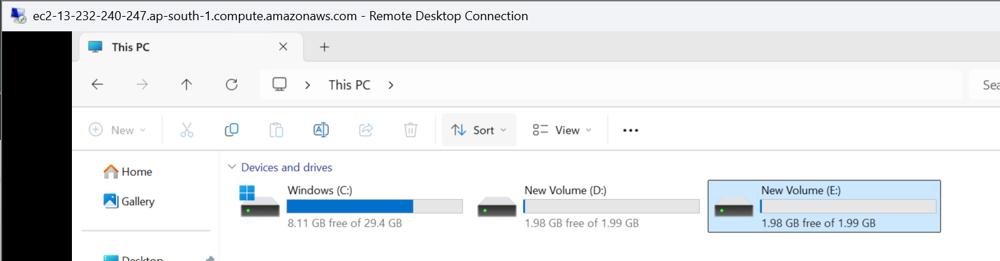 ec2-13-232-240-247.ap-south-1.compute.amazonaws.com - Remote Desktop Connection
This PC
This PC
New
Sort
View
Home
Gallery
Desktop
Devices and drives
Windows (C:)
8.11 GB free of 29.4 GB
New Volume (D:)
1.98 GB free of 1.99 GB
New Volume (E:)
1.98 GB free of 1.99 GB